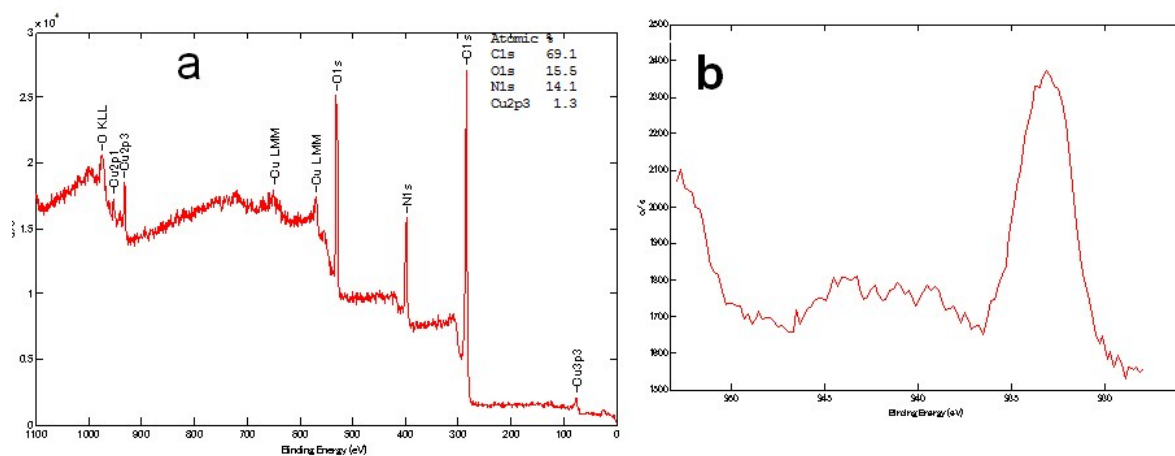 x 10⁴
a
Atomic %
C1s 69.1
O1s 15.5
N1s 14.1
Cu2p3 1.3
-O KLL
-Cu2p1
-Cu2p3
-Cu LMM
-Cu LMM
-O1s
-N1s
-C1s
-Cu3p3
3
2.5
2
1.5
1
0.5
0
1100 1000 900 800 700 600 500 400 300 200 100 0
Binding Energy (eV)
b
2500
2400
2300
2200
2100
2000
1900
1800
1700
1600
1500
c/s
945 940 935 930
Binding Energy (eV)